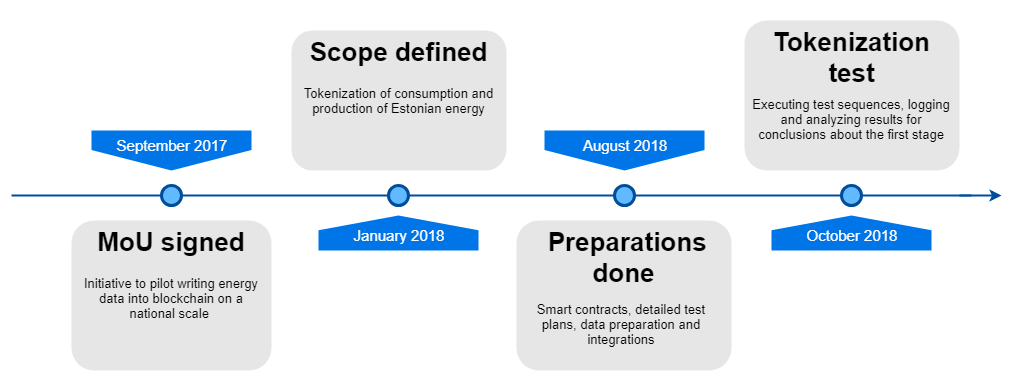 September 2017
MoU signed
Initiative to pilot writing energy
data into blockchain on a
national scale
Scope defined
Tokenization of consumption and
production of Estonian energy
January 2018
August 2018
Preparations
done
Smart contracts, detailed test
plans, data preparation and
integrations
Tokenization
test
Executing test sequences, logging
and analyzing results for
conclusions about the first stage
October 2018